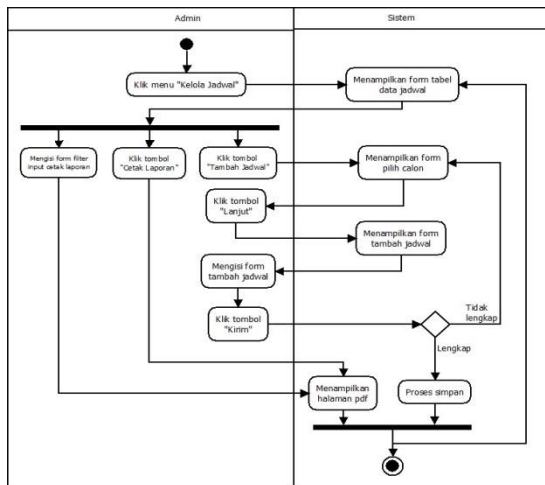 Admin
Sistem
Klik menu "Kelola Jadwal"
Menampilkan form tabel
data jadwal
Mengisi form filter
input cetak laporan
Klik tombol
"Cetak Laporan"
Klik tombol
"Tambah Jadwal"
Menampilkan form
pilih calon
Klik tombol
"Lanjut"
Menampilkan form
tambah jadwal
Mengisi form
tambah jadwal
Klik tombol
"Kirim"
Tidak
lengkap
Lengkap
Menampilkan
halaman pdf
Proses simpan